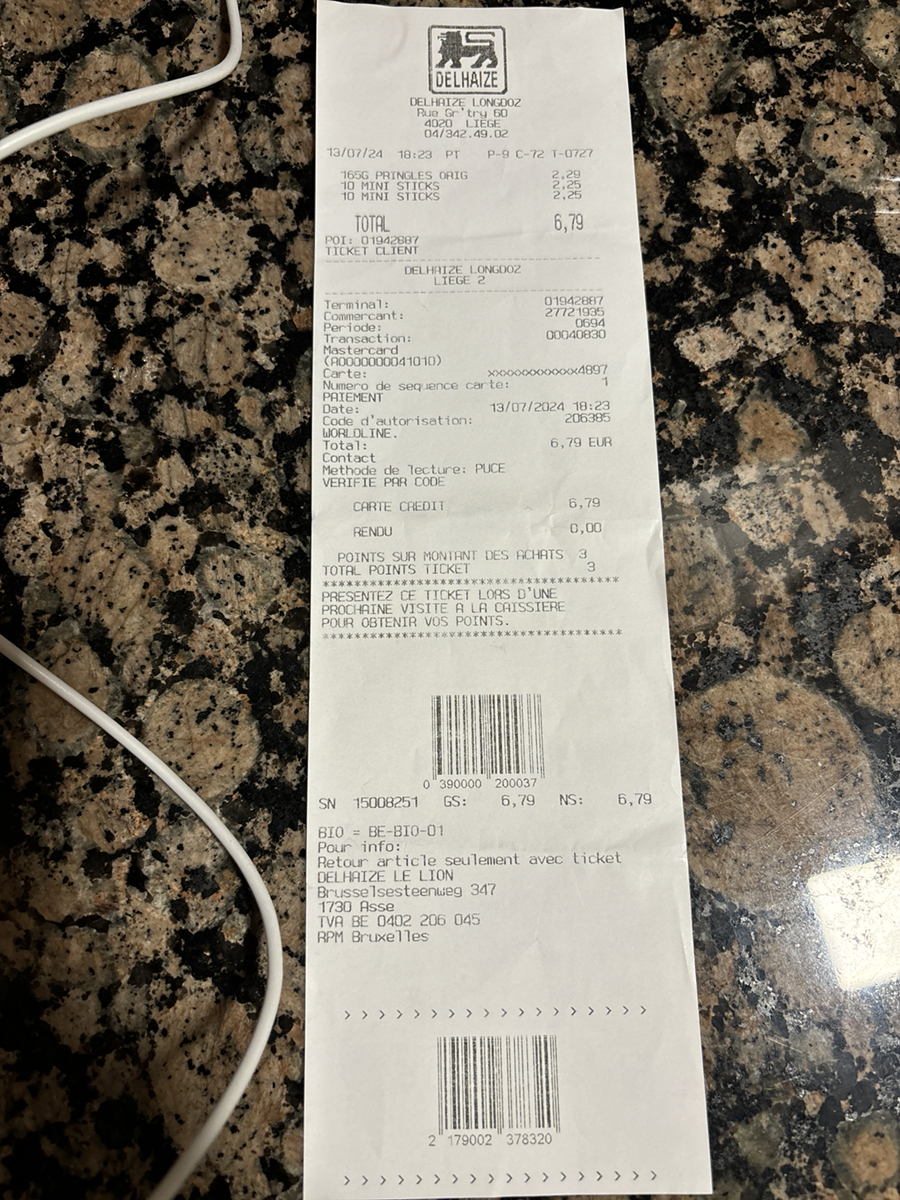 DELHAIZE
DELHAIZE LONGDOZ
Rue Gr'try 60
4020 LIEGE
04/342.49.02
13/07/24 18:23 PT P-9 C-72 T-0727
165G PRINGLES ORIG 2,29
10 MINI STICKS 2,25
10 MINI STICKS 2,25
TOTAL 6,79
POI: 01942887
TICKET CLIENT
DELHAIZE LONGDOZ
LIEGE 2
Terminal: 01942887
Commercant: 27721935
Periode: 0694
Transaction: 00040830
Mastercard
(A0000000041010)
Carte: xxxxxxxxxxxx4897
Numero de sequence carte: 1
PAIEMENT
Date: 13/07/2024 18:23
Code d'autorisation: 206385
WORLDLINE.
Total: 6,79 EUR
Contact
Methode de lecture: PUCE
VERIFIE PAR CODE
CARTE CREDIT 6,79
RENDU 0,00
POINTS SUR MONTANT DES ACHATS 3
TOTAL POINTS TICKET 3
**********************************
PRESENTEZ CE TICKET LORS D'UNE
PROCHAINE VISITE A LA CAISSIERE
POUR OBTENIR VOS POINTS.
**********************************
0 390000 200037
SN 15008251 GS: 6,79 NS: 6,79
BIO = BE-BIO-01
Pour info:
Retour article seulement avec ticket
DELHAIZE LE LION
Brusselsesteenweg 347
1730 Asse
TVA BE 0402 206 045
RPM Bruxelles
> > > > > > > > > > > > > > > > > >
2 179002 378320
> > > > > > > > > > > > > > > > > > >